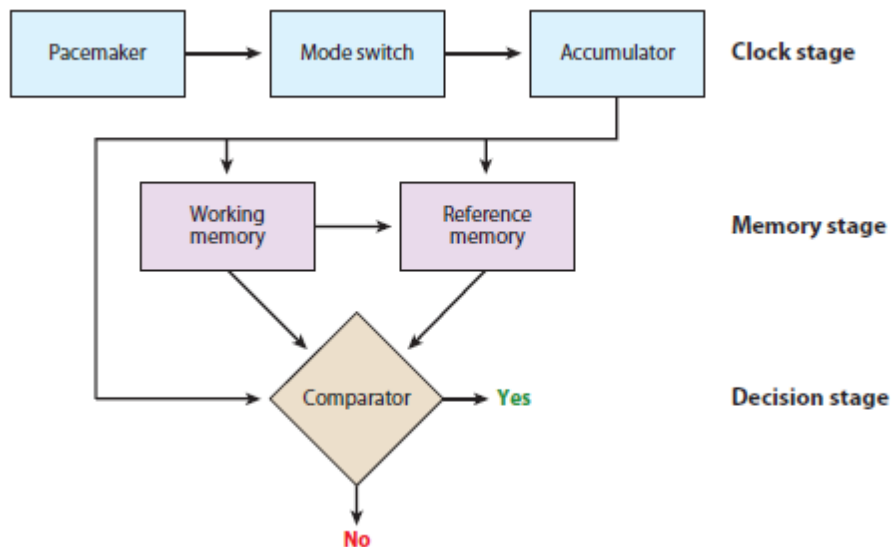 Pacemaker
Mode switch
Accumulator
Clock stage
Working
memory
Reference
memory
Memory stage
Comparator
Yes
Decision stage
No